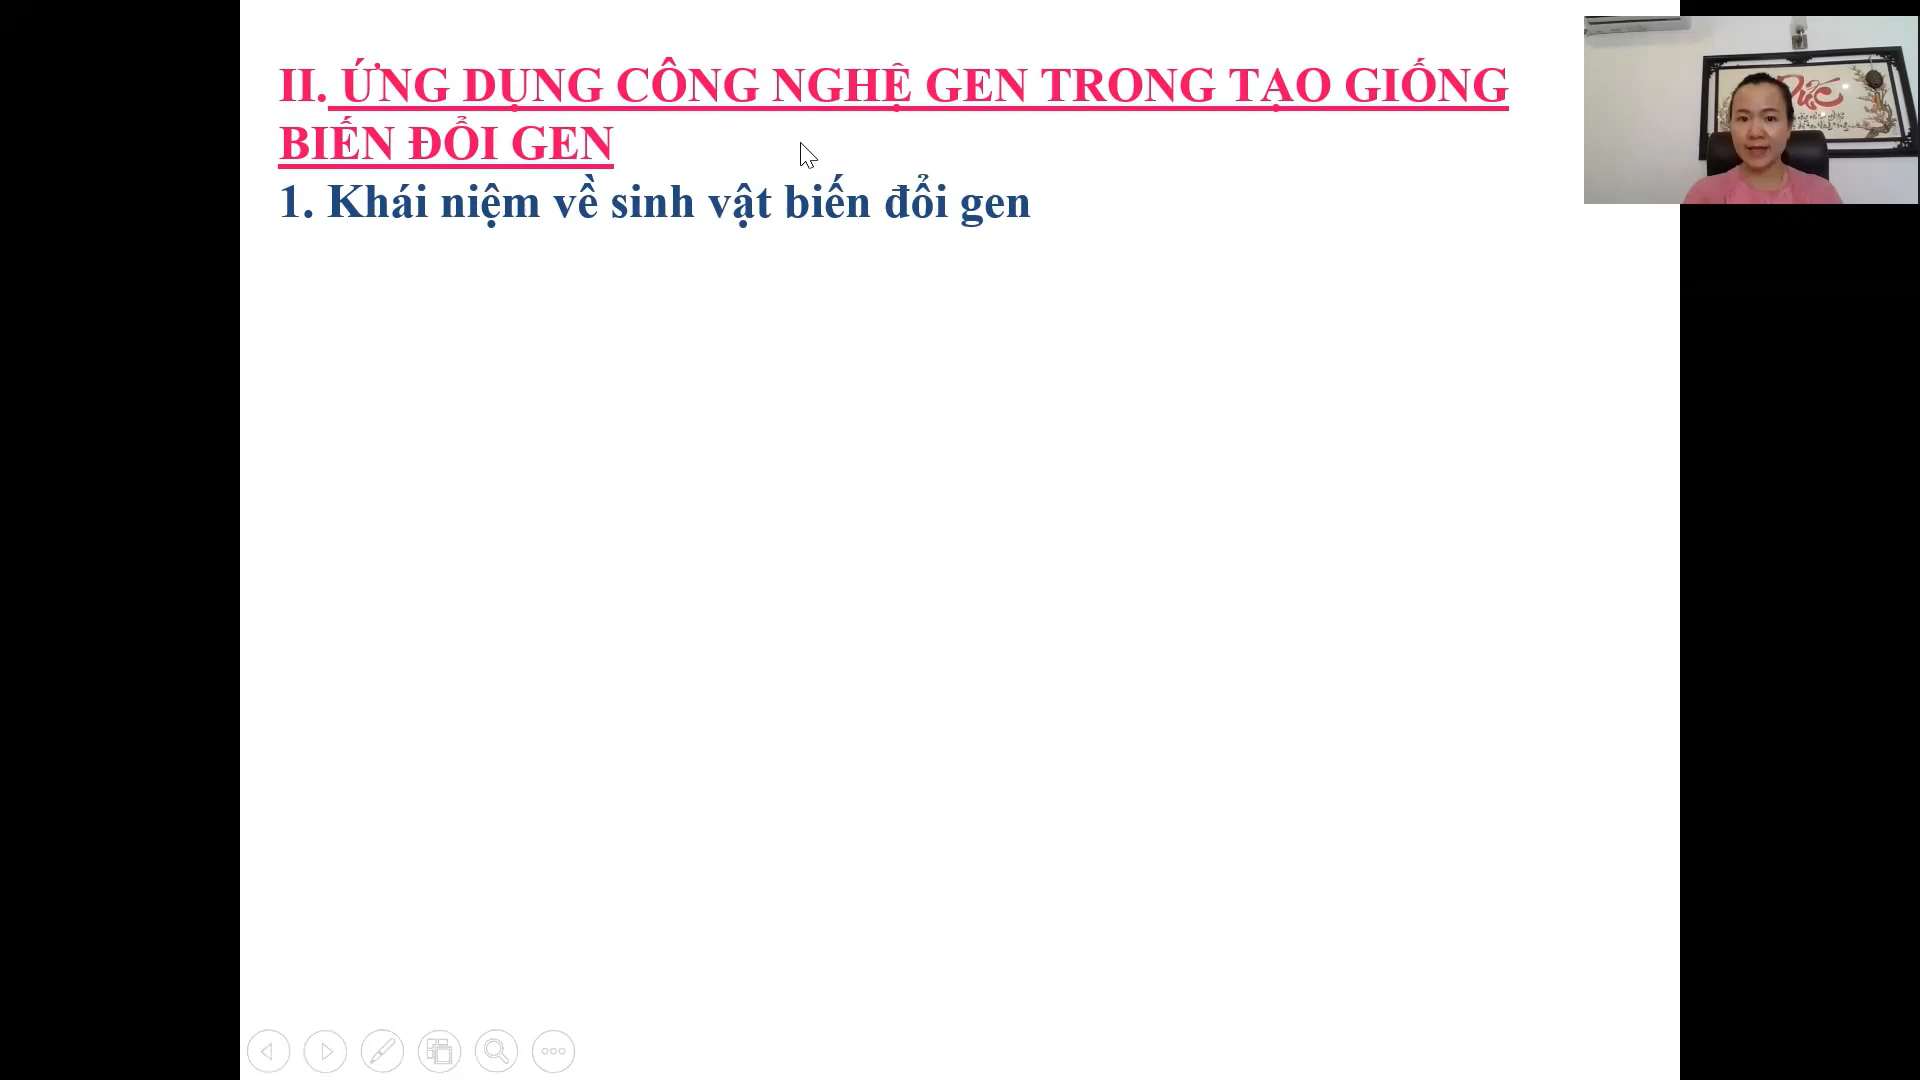 II. ỨNG DỤNG CÔNG NGHỆ GEN TRONG TẠO GIỐNG
BIẾN ĐỔI GEN
1. Khái niệm về sinh vật biến đổi gen
Đức